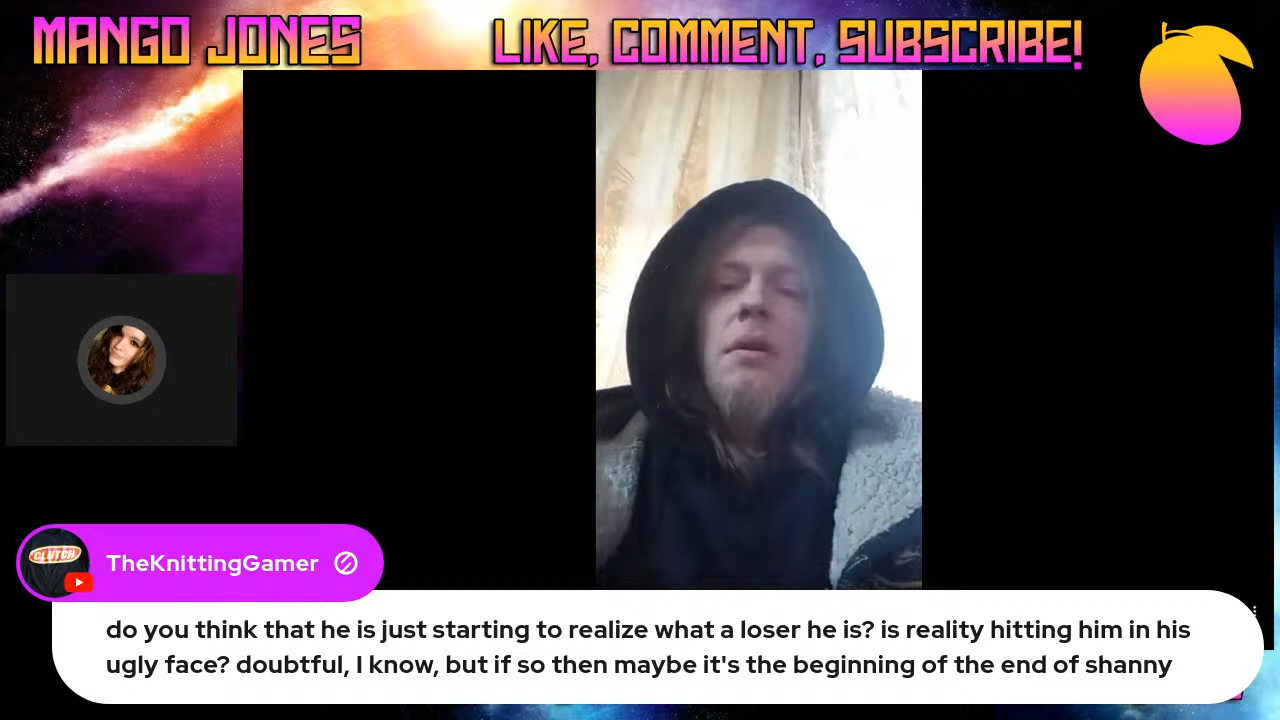 MANGO JONES
LIKE, COMMENT, SUBSCRIBE!
CLUTCH
TheKnittingGamer
do you think that he is just starting to realize what a loser he is? is reality hitting him in his
ugly face? doubtful, I know, but if so then maybe it's the beginning of the end of shanny